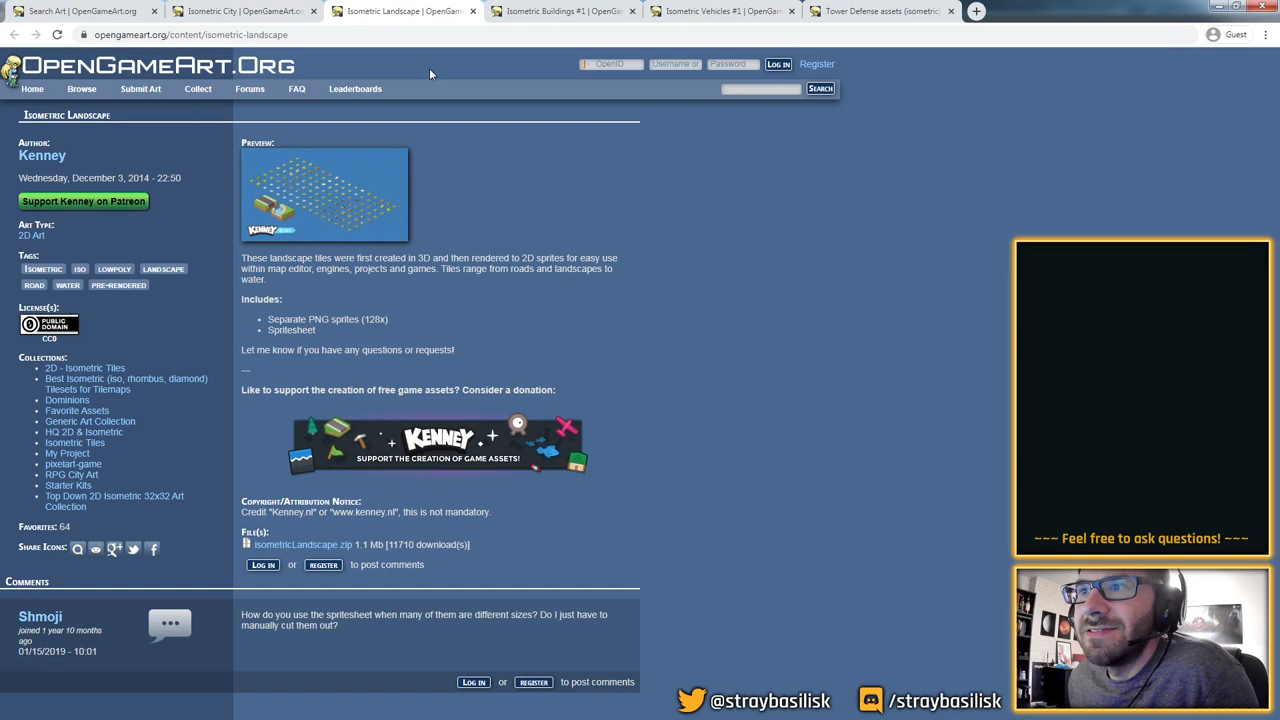 Search Art | OpenGameArt.org
Isometric City | OpenGameArt.or
Isometric Landscape | OpenGam
Isometric Buildings #1 | OpenGa
Isometric Vehicles #1 | OpenGam
Tower Defense assets (isometric)
opengameart.org/content/isometric-landscape
Guest
OpenGameArt.Org
OpenID
Username or
Password
Log in
Register
Home
Browse
Submit Art
Collect
Forums
FAQ
Leaderboards
Search
Isometric Landscape
Author:
Kenney
Wednesday, December 3, 2014 - 22:50
Support Kenney on Patreon
Art Type:
2D Art
Tags:
Isometric iso lowpoly landscape
road water pre-rendered
License(s):
PUBLIC DOMAIN
CC0
Collections:
2D - Isometric Tiles
Best Isometric (iso, rhombus, diamond)
Tilesets for Tilemaps
Dominions
Favorite Assets
Generic Art Collection
HQ 2D & Isometric
Isometric Tiles
My Project
pixelart-game
RPG City Art
Starter Kits
Top Down 2D Isometric 32x32 Art
Collection
Favorites: 64
Share Icons:
Preview:
KENNEY
These landscape tiles were first created in 3D and then rendered to 2D sprites for easy use
within map editor, engines, projects and games. Tiles range from roads and landscapes to
water.
Includes:
Separate PNG sprites (128x)
Spritesheet
Let me know if you have any questions or requests!
—
Like to support the creation of free game assets? Consider a donation:
KENNEY
SUPPORT THE CREATION OF GAME ASSETS!
Copyright/Attribution Notice:
Credit "Kenney.nl" or "www.kenney.nl", this is not mandatory.
File(s):
isometricLandscape.zip 1.1 Mb [11710 download(s)]
Log in or register to post comments
Comments
Shmoji
joined 1 year 10 months
ago
01/15/2019 - 10:01
How do you use the spritesheet when many of them are different sizes? Do I just have to
manually cut them out?
Log in or register to post comments
~~~ Feel free to ask questions! ~~~
@straybasilisk
/straybasilisk